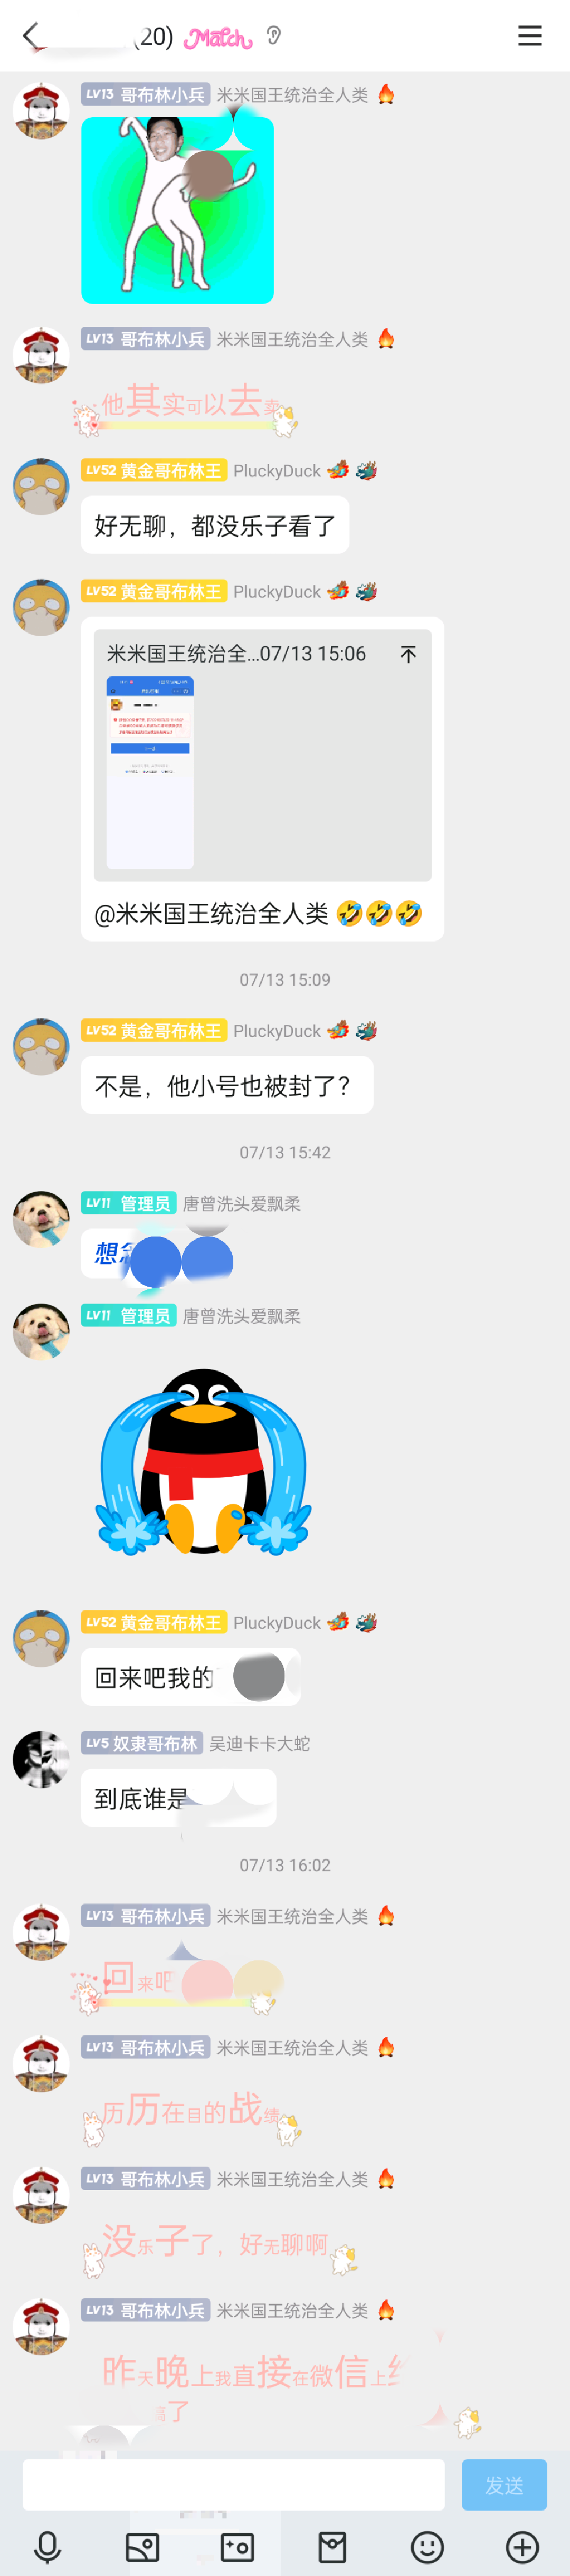 (20) Match
LV13 哥布林小兵 米米国王统治全人类
LV13 哥布林小兵 米米国王统治全人类
他其实可以去卖
LV52 黄金哥布林王 PluckyDuck
好无聊，都没乐子看了
LV52 黄金哥布林王 PluckyDuck
米米国王统治全...07/13 15:06
@米米国王统治全人类
07/13 15:09
LV52 黄金哥布林王 PluckyDuck
不是，他小号也被封了？
07/13 15:42
LV11 管理员 唐曾洗头爱飘柔
想念
LV11 管理员 唐曾洗头爱飘柔
LV52 黄金哥布林王 PluckyDuck
回来吧我的
LV5 奴隶哥布林 吴迪卡卡大蛇
到底谁是
07/13 16:02
LV13 哥布林小兵 米米国王统治全人类
回来吧
LV13 哥布林小兵 米米国王统治全人类
历历在目的战绩
LV13 哥布林小兵 米米国王统治全人类
没乐子了，好无聊啊
LV13 哥布林小兵 米米国王统治全人类
昨天晚上我直接在微信上
了
发送